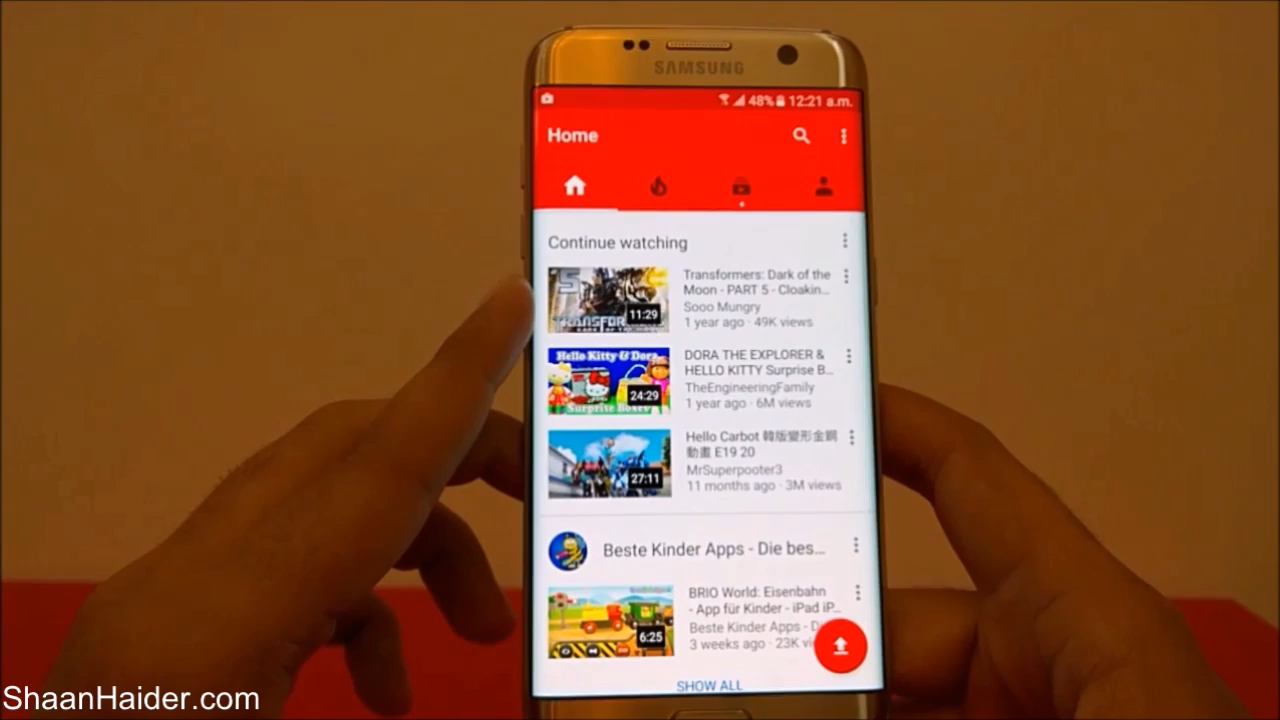 SAMSUNG
48% 12:21 a.m.
Home
Continue watching
5
TRANSFOR
11:29
Transformers: Dark of the
Moon - PART 5 - Cloakin...
Sooo Mungry
1 year ago · 49K views
Hello Kitty & Dora
Surprise Boxes
24:29
DORA THE EXPLORER &
HELLO KITTY Surprise B...
TheEngineeringFamily
1 year ago · 6M views
27:11
Hello Carbot 韓版變形金鋼
動畫 E19 20
MrSuperpooter3
11 months ago · 3M views
Beste Kinder Apps - Die bes...
6:25
BRIO World: Eisenbahn
- App für Kinder - iPad iP...
Beste Kinder Apps - D
3 weeks ago · 23K vi
SHOW ALL
ShaanHaider.com